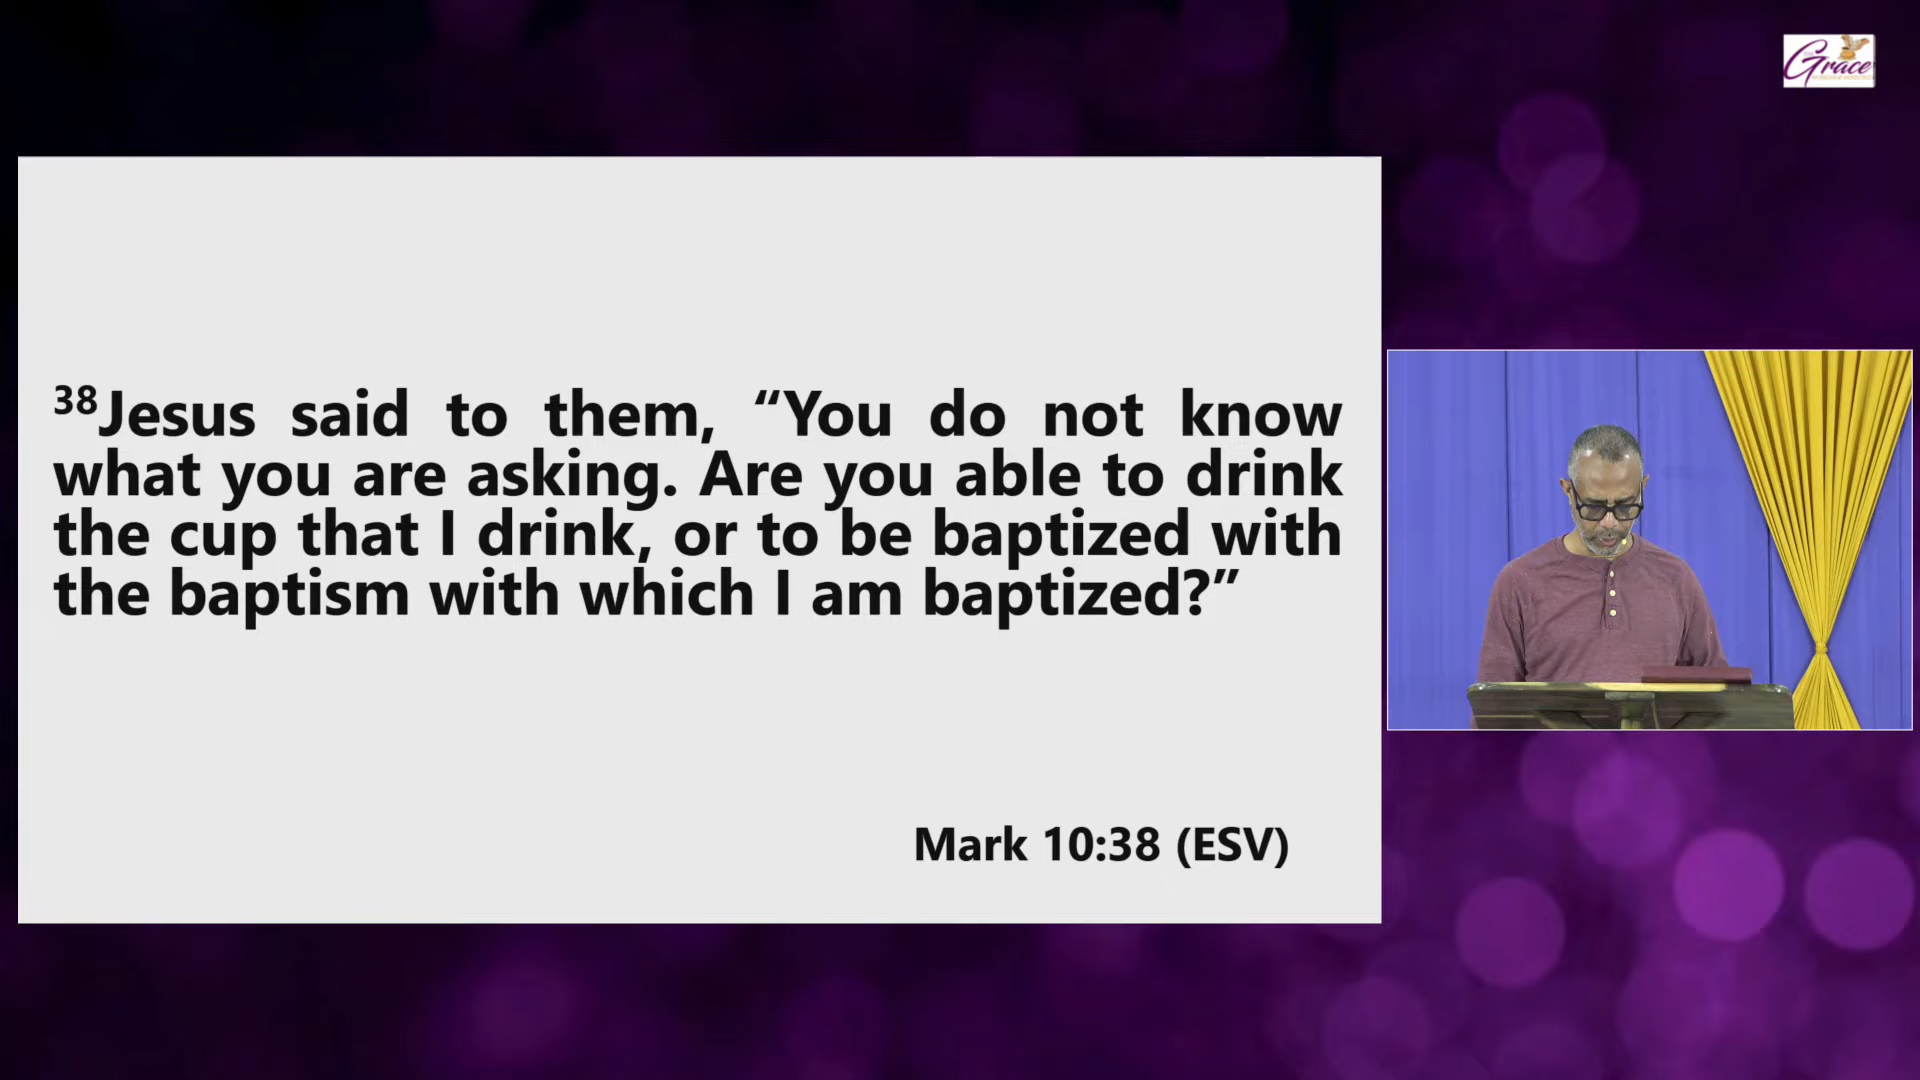 Grace
38Jesus said to them, “You do not know
what you are asking. Are you able to drink
the cup that I drink, or to be baptized with
the baptism with which I am baptized?”
Mark 10:38 (ESV)